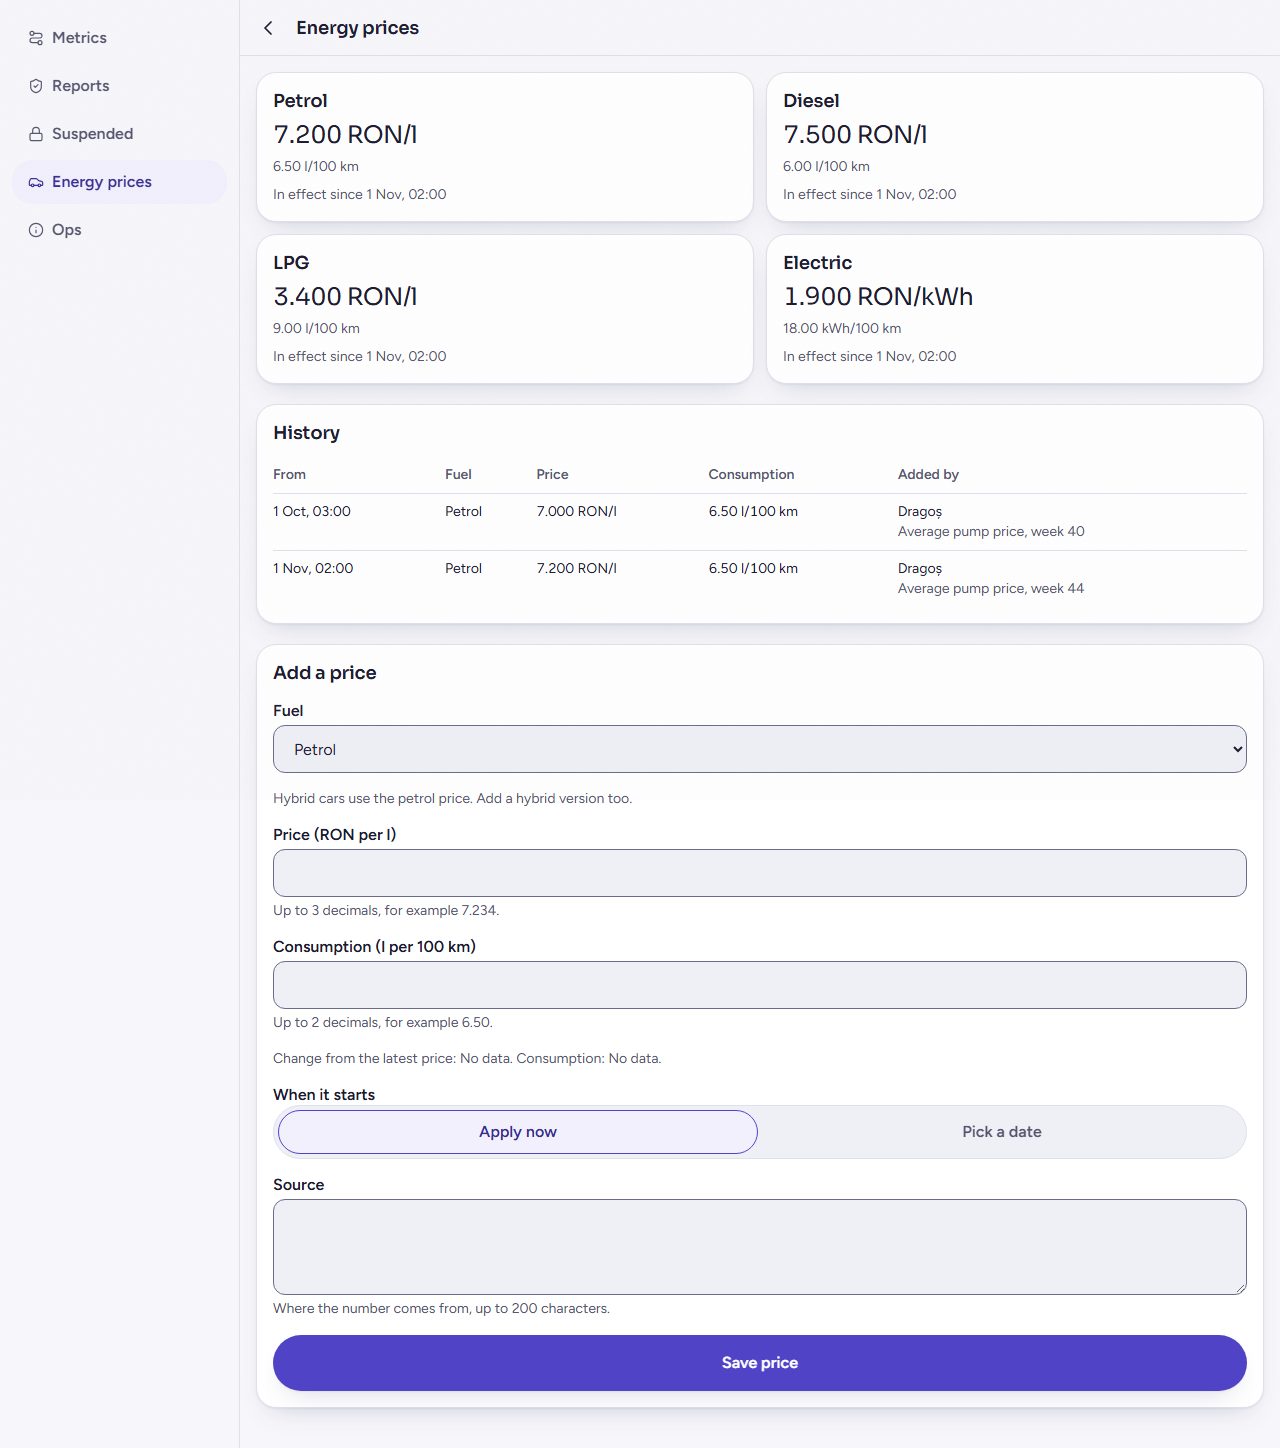 Metrics
Reports
Suspended
Energy prices
Ops
Energy prices
Petrol
7.200 RON/l
6.50 l/100 km
In effect since 1 Nov, 02:00
Diesel
7.500 RON/l
6.00 l/100 km
In effect since 1 Nov, 02:00
LPG
3.400 RON/l
9.00 l/100 km
In effect since 1 Nov, 02:00
Electric
1.900 RON/kWh
18.00 kWh/100 km
In effect since 1 Nov, 02:00
History
From Fuel Price Consumption Added by
1 Oct, 03:00 Petrol 7.000 RON/l 6.50 l/100 km Dragoș
Average pump price, week 40
1 Nov, 02:00 Petrol 7.200 RON/l 6.50 l/100 km Dragoș
Average pump price, week 44
Add a price
Fuel
Petrol
Hybrid cars use the petrol price. Add a hybrid version too.
Price (RON per l)
Up to 3 decimals, for example 7.234.
Consumption (l per 100 km)
Up to 2 decimals, for example 6.50.
Change from the latest price: No data. Consumption: No data.
When it starts
Apply now Pick a date
Source
Where the number comes from, up to 200 characters.
Save price